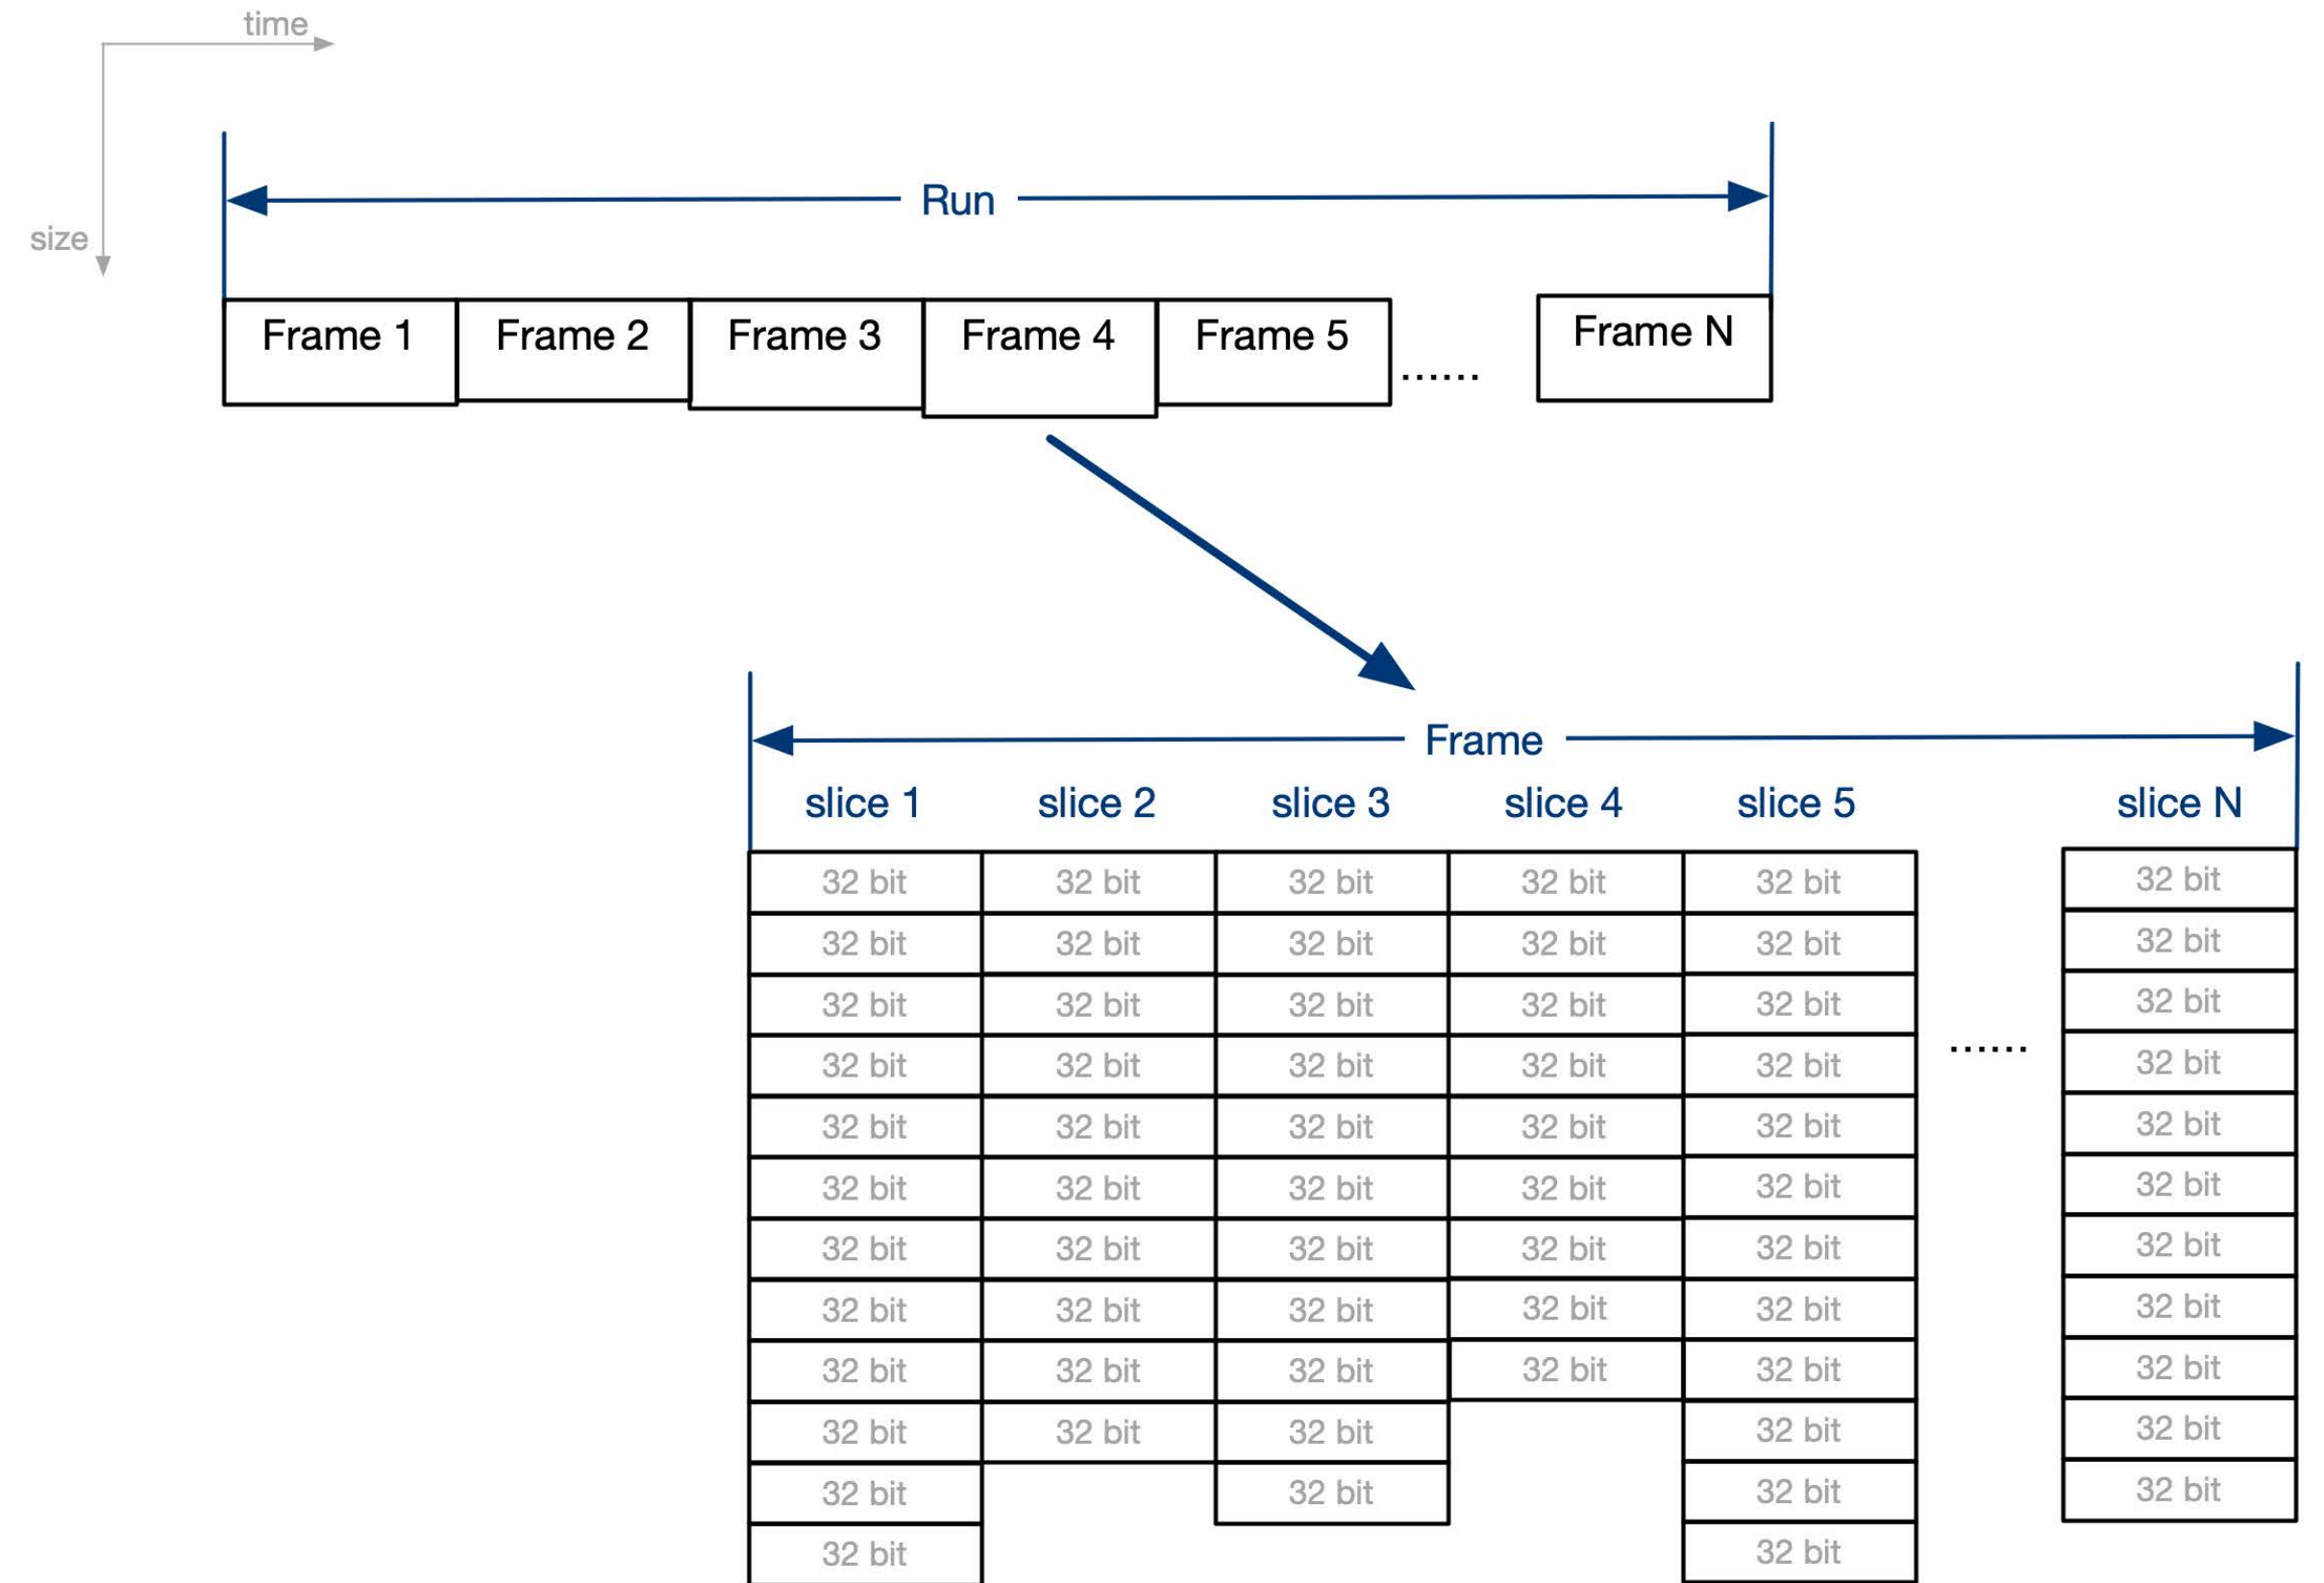 time
size
Run
Frame 1 Frame 2 Frame 3 Frame 4 Frame 5 ...... Frame N
Frame
slice 1 slice 2 slice 3 slice 4 slice 5 slice N
32 bit 32 bit 32 bit 32 bit 32 bit 32 bit
32 bit 32 bit 32 bit 32 bit 32 bit 32 bit
32 bit 32 bit 32 bit 32 bit 32 bit 32 bit
32 bit 32 bit 32 bit 32 bit 32 bit ...... 32 bit
32 bit 32 bit 32 bit 32 bit 32 bit 32 bit
32 bit 32 bit 32 bit 32 bit 32 bit 32 bit
32 bit 32 bit 32 bit 32 bit 32 bit 32 bit
32 bit 32 bit 32 bit 32 bit 32 bit 32 bit
32 bit 32 bit 32 bit 32 bit 32 bit 32 bit
32 bit 32 bit 32 bit 32 bit 32 bit
32 bit 32 bit 32 bit 32 bit
32 bit 32 bit